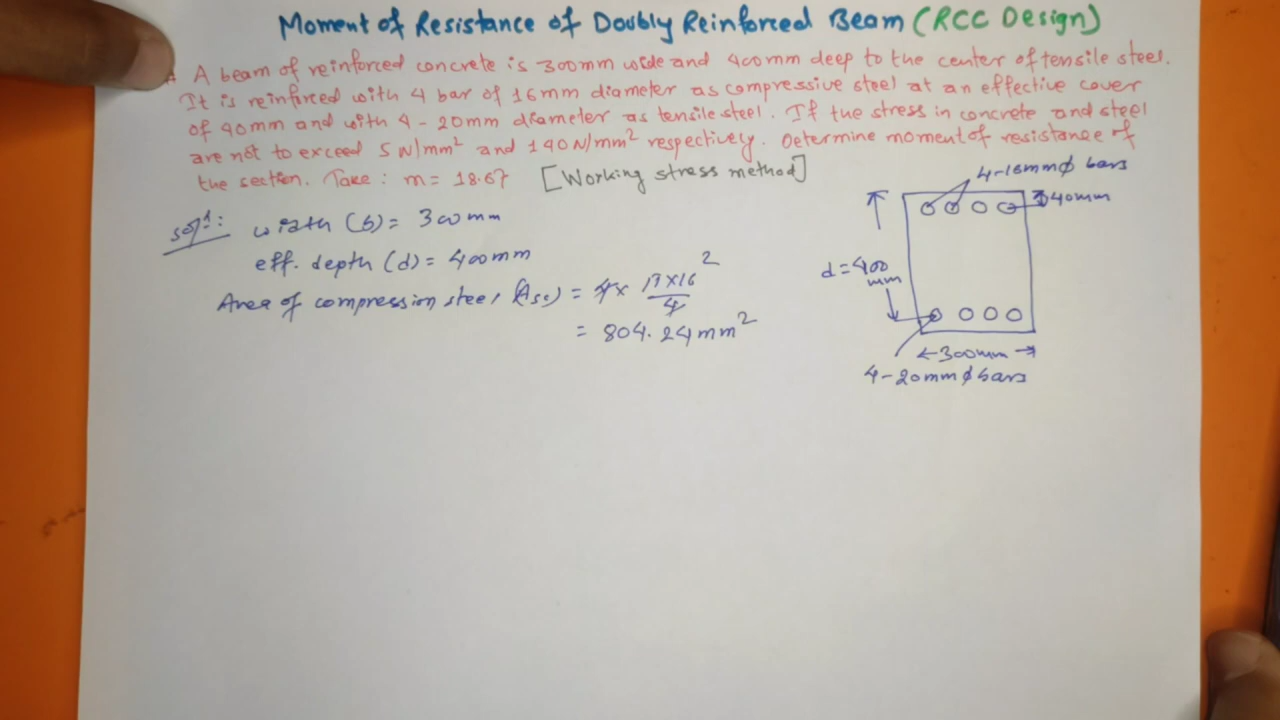 Moment of Resistance of Doubly Reinforced Beam (RCC Design)
A beam of reinforced concrete is 300mm wide and 400mm deep to the center of tensile steel.
It is reinforced with 4 bar of 16mm diameter as compressive steel at an effective cover
of 40mm and with 4-20mm diameter as tensile steel. If the stress in concrete and steel
are not to exceed 5 N/mm² and 140 N/mm² respectively. Determine moment of resistance of
the section. Take: m = 18.67 [Working stress method]
4-16mmϕ bars
40mm
solⁿ: width (b) = 300mm
eff. depth (d) = 400mm
d = 400
mm
Area of compression steel (Asc) = 4 × π×16² / 4
= 804.24mm²
300mm
4-20mmϕ bars